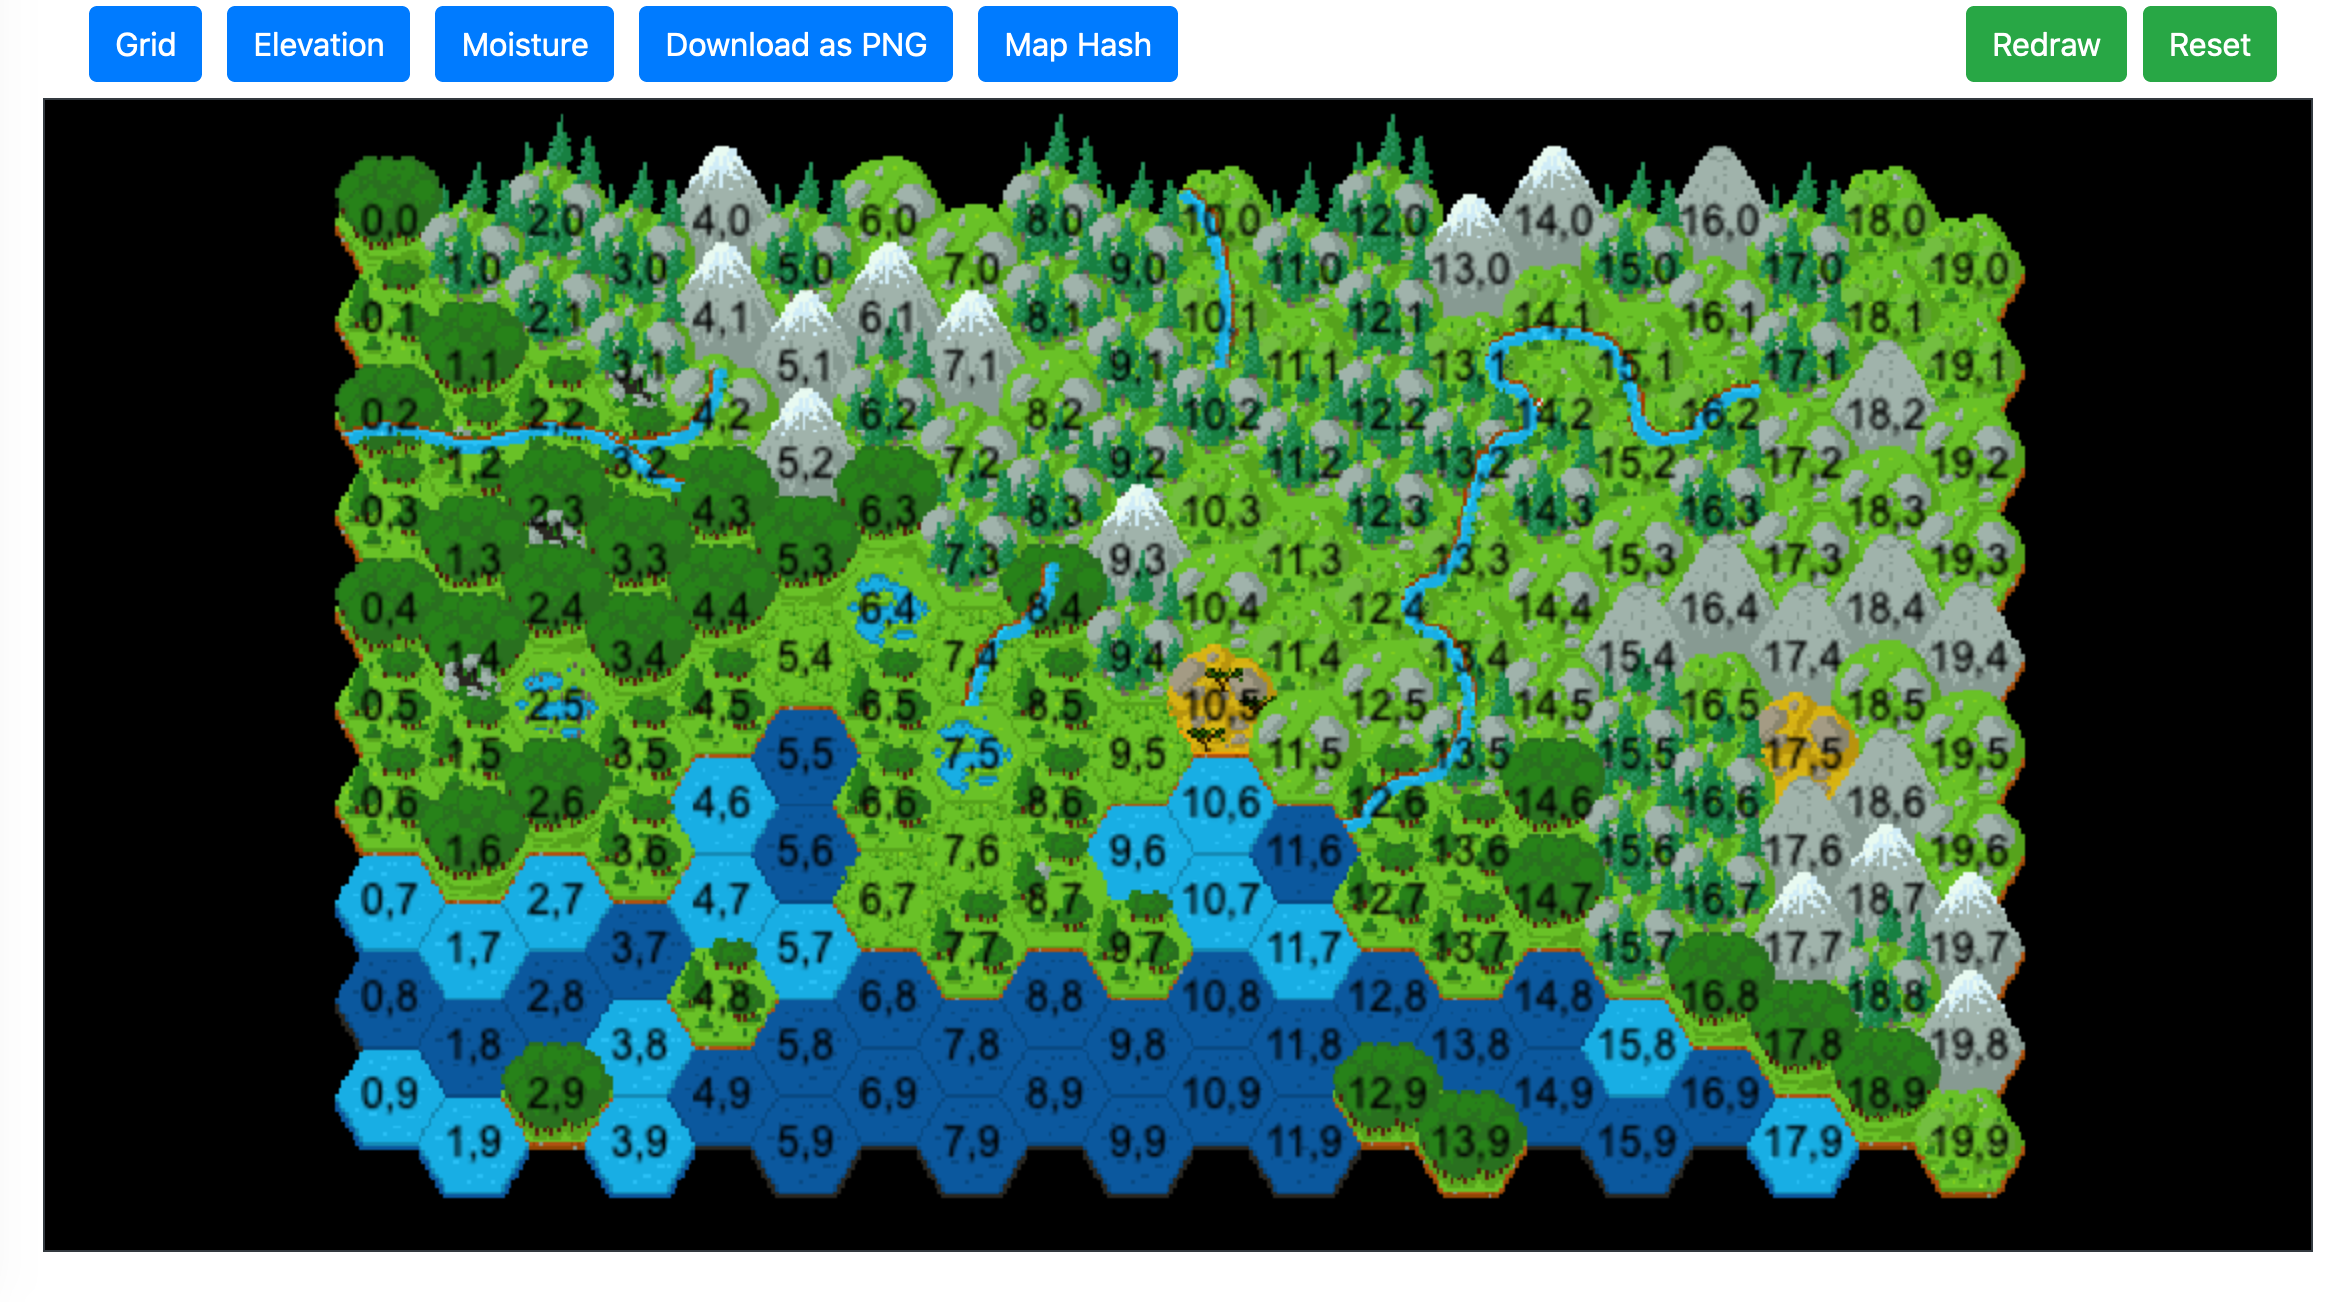 Grid Elevation Moisture Download as PNG Map Hash Redraw Reset
0,0 2,0 4,0 6,0 8,0 10,0 12,0 14,0 16,0 18,0
1,0 3,0 5,0 7,0 9,0 11,0 13,0 15,0 17,0 19,0
0,1 2,1 4,1 6,1 8,1 10,1 12,1 14,1 16,1 18,1
1,1 3,1 5,1 7,1 9,1 11,1 13,1 15,1 17,1 19,1
0,2 2,2 4,2 6,2 8,2 10,2 12,2 14,2 16,2 18,2
1,2 3,2 5,2 7,2 9,2 11,2 13,2 15,2 17,2 19,2
0,3 2,3 4,3 6,3 8,3 10,3 12,3 14,3 16,3 18,3
1,3 3,3 5,3 7,3 9,3 11,3 13,3 15,3 17,3 19,3
0,4 2,4 4,4 6,4 8,4 10,4 12,4 14,4 16,4 18,4
1,4 3,4 5,4 7,4 9,4 11,4 13,4 15,4 17,4 19,4
0,5 2,5 4,5 6,5 8,5 10,5 12,5 14,5 16,5 18,5
1,5 3,5 5,5 7,5 9,5 11,5 13,5 15,5 17,5 19,5
0,6 2,6 4,6 6,6 8,6 10,6 12,6 14,6 16,6 18,6
1,6 3,6 5,6 7,6 9,6 11,6 13,6 15,6 17,6 19,6
0,7 2,7 4,7 6,7 8,7 10,7 12,7 14,7 16,7 18,7
1,7 3,7 5,7 7,7 9,7 11,7 13,7 15,7 17,7 19,7
0,8 2,8 4,8 6,8 8,8 10,8 12,8 14,8 16,8 18,8
1,8 3,8 5,8 7,8 9,8 11,8 13,8 15,8 17,8 19,8
0,9 2,9 4,9 6,9 8,9 10,9 12,9 14,9 16,9 18,9
1,9 3,9 5,9 7,9 9,9 11,9 13,9 15,9 17,9 19,9